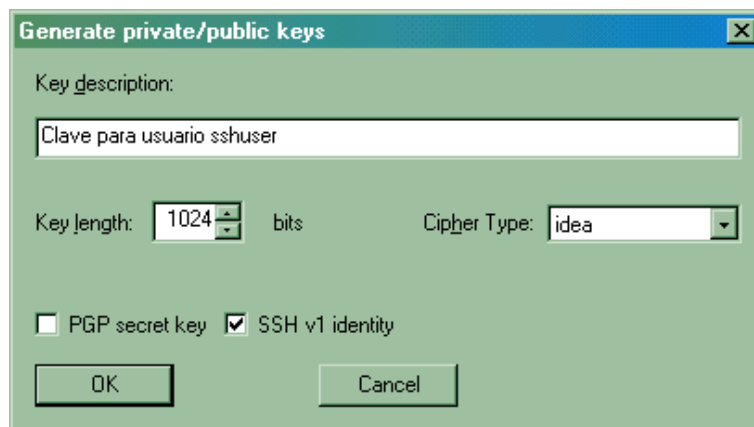 Generate private/public keys
Key description:
Clave para usuario sshuser
Key length: 1024 bits Cipher Type: idea
PGP secret key SSH v1 identity
OK Cancel